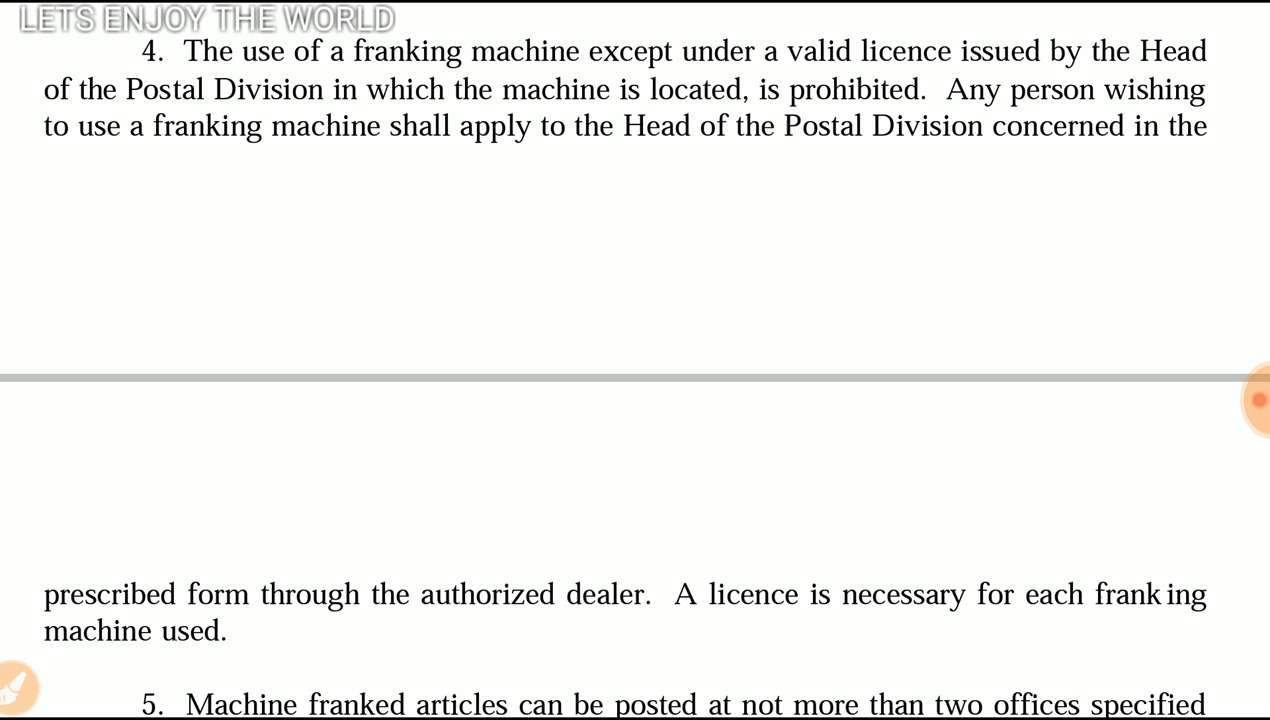 LETS ENJOY THE WORLD
4. The use of a franking machine except under a valid licence issued by the Head
of the Postal Division in which the machine is located, is prohibited. Any person wishing
to use a franking machine shall apply to the Head of the Postal Division concerned in the
prescribed form through the authorized dealer. A licence is necessary for each frank ing
machine used.
5. Machine franked articles can be posted at not more than two offices specified